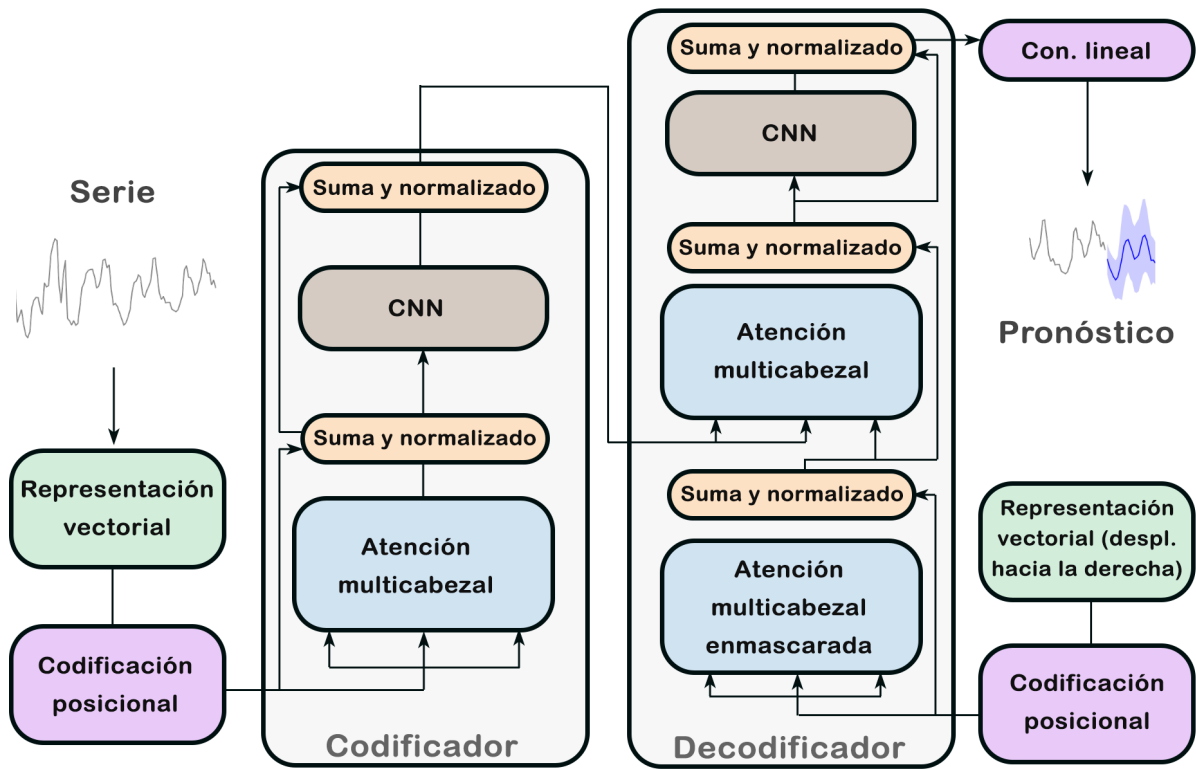 Serie
Representación
vectorial
Codificación
posicional
Suma y normalizado
CNN
Suma y normalizado
Atención
multicabezal
Codificador
Suma y normalizado
CNN
Suma y normalizado
Atención
multicabezal
Suma y normalizado
Atención
multicabezal
enmascarada
Decodificador
Con. lineal
Pronóstico
Representación
vectorial (despl.
hacia la derecha)
Codificación
posicional